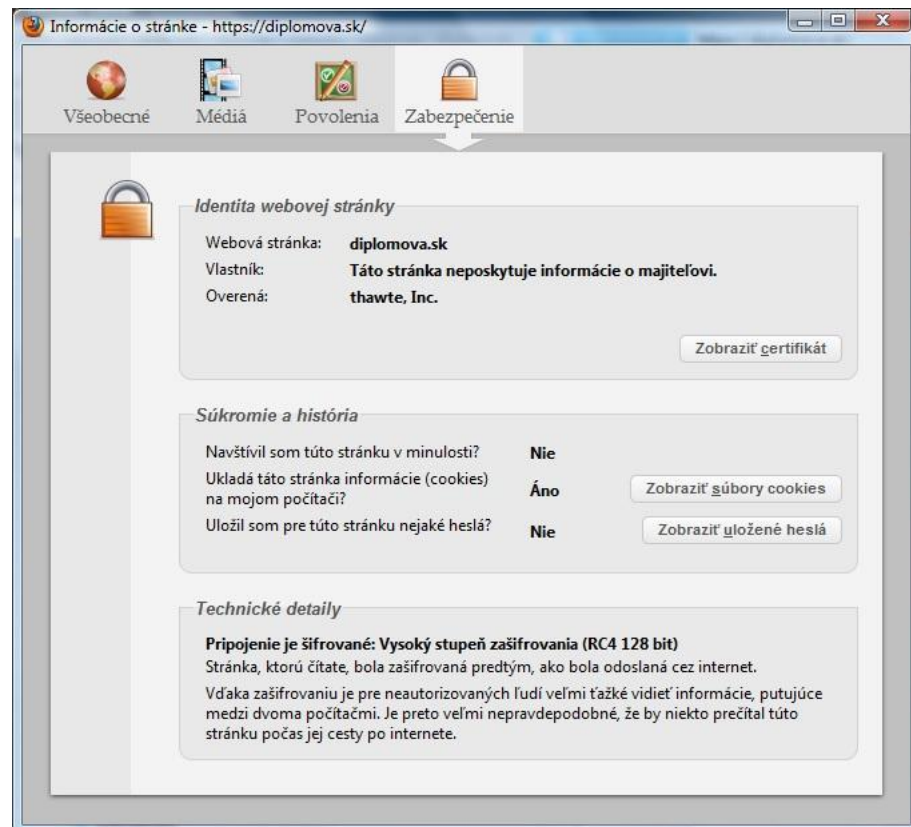 Informácie o stránke - https://diplomova.sk/
Všeobecné
Médiá
Povolenia
Zabezpečenie
Identita webovej stránky
Webová stránka: diplomova.sk
Vlastník: Táto stránka neposkytuje informácie o majiteľovi.
Overená: thawte, Inc.
Zobraziť certifikát
Súkromie a história
Navštívil som túto stránku v minulosti? Nie
Ukladá táto stránka informácie (cookies)
na mojom počítači? Áno Zobraziť súbory cookies
Uložil som pre túto stránku nejaké heslá? Nie Zobraziť uložené heslá
Technické detaily
Pripojenie je šifrované: Vysoký stupeň zašifrovania (RC4 128 bit)
Stránka, ktorú čítate, bola zašifrovaná predtým, ako bola odoslaná cez internet.
Vďaka zašifrovaniu je pre neautorizovaných ľudí veľmi ťažké vidieť informácie, putujúce
medzi dvoma počítačmi. Je preto veľmi nepravdepodobné, že by niekto prečítal túto
stránku počas jej cesty po internete.